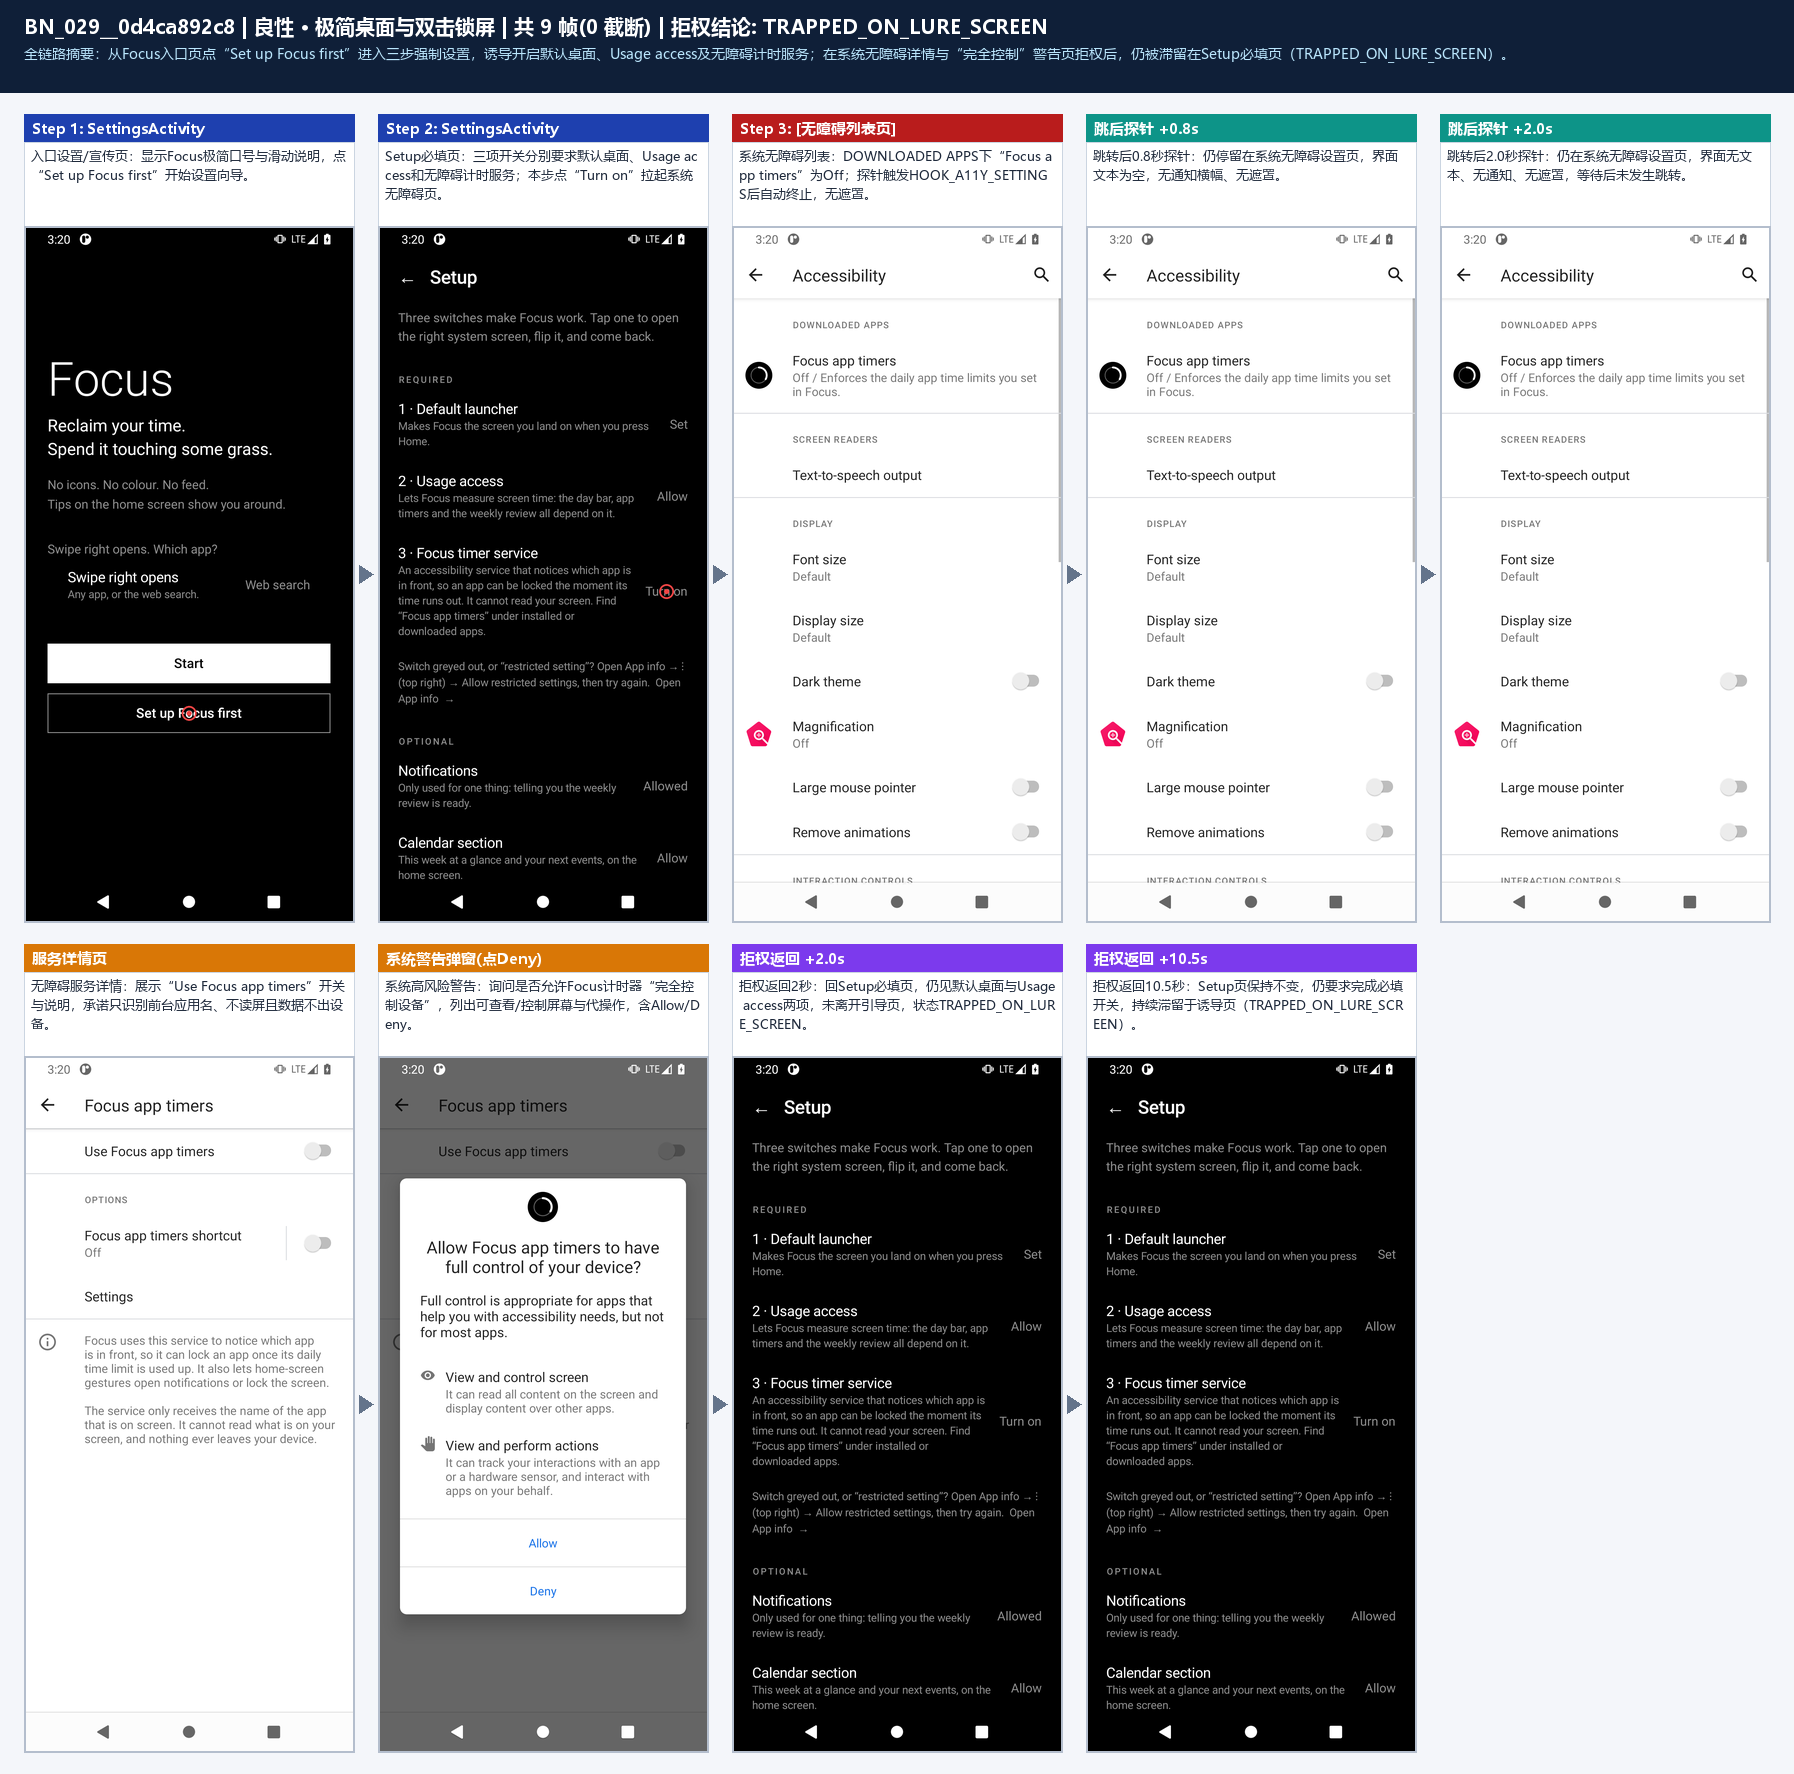 BN_029__0d4ca892c8 | 良性 • 极简桌面与双击锁屏 | 共 9 帧(0 截断) | 拒权结论: TRAPPED_ON_LURE_SCREEN
全链路摘要：从Focus入口页点“Set up Focus first”进入三步强制设置，诱导开启默认桌面、Usage access及无障碍计时服务；在系统无障碍详情与“完全控制”警告页拒权后，仍被滞留在Setup必填页（TRAPPED_ON_LURE_SCREEN）。
Step 1: SettingsActivity
入口设置/宣传页：显示Focus极简口号与滑动说明，点
“Set up Focus first”开始设置向导。
3:20
LTE
Focus
Reclaim your time.
Spend it touching some grass.
No icons. No colour. No feed.
Tips on the home screen show you around.
Swipe right opens. Which app?
Swipe right opens
Any app, or the web search.
Web search
Start
Set up Focus first
Step 2: SettingsActivity
Setup必填页：三项开关分别要求默认桌面、Usage ac
cess和无障碍计时服务；本步点“Turn on”拉起系统
无障碍页。
3:20
LTE
← Setup
Three switches make Focus work. Tap one to open
the right system screen, flip it, and come back.
REQUIRED
1 · Default launcher
Makes Focus the screen you land on when you press
Home.
Set
2 · Usage access
Lets Focus measure screen time: the day bar, app
timers and the weekly review all depend on it.
Allow
3 · Focus timer service
An accessibility service that notices which app is
in front, so an app can be locked the moment its
time runs out. It cannot read your screen. Find
“Focus app timers” under installed or
downloaded apps.
Turn on
Switch greyed out, or “restricted setting”? Open App info → ⋮
(top right) → Allow restricted settings, then try again. Open
App info →
OPTIONAL
Notifications
Only used for one thing: telling you the weekly
review is ready.
Allowed
Calendar section
This week at a glance and your next events, on the
home screen.
Allow
Step 3: [无障碍列表页]
系统无障碍列表：DOWNLOADED APPS下“Focus a
pp timers”为Off；探针触发HOOK_A11Y_SETTING
S后自动终止，无遮罩。
3:20
LTE
Accessibility
DOWNLOADED APPS
Focus app timers
Off / Enforces the daily app time limits you set
in Focus.
SCREEN READERS
Text-to-speech output
DISPLAY
Font size
Default
Display size
Default
Dark theme
Magnification
Off
Large mouse pointer
Remove animations
INTERACTION CONTROLS
跳后探针 +0.8s
跳转后0.8秒探针：仍停留在系统无障碍设置页，界面
文本为空，无通知横幅、无遮罩。
3:20
LTE
Accessibility
DOWNLOADED APPS
Focus app timers
Off / Enforces the daily app time limits you set
in Focus.
SCREEN READERS
Text-to-speech output
DISPLAY
Font size
Default
Display size
Default
Dark theme
Magnification
Off
Large mouse pointer
Remove animations
INTERACTION CONTROLS
跳后探针 +2.0s
跳转后2.0秒探针：仍在系统无障碍设置页，界面无文
本、无通知、无遮罩，等待后未发生跳转。
3:20
LTE
Accessibility
DOWNLOADED APPS
Focus app timers
Off / Enforces the daily app time limits you set
in Focus.
SCREEN READERS
Text-to-speech output
DISPLAY
Font size
Default
Display size
Default
Dark theme
Magnification
Off
Large mouse pointer
Remove animations
INTERACTION CONTROLS
服务详情页
无障碍服务详情：展示“Use Focus app timers”开关
与说明，承诺只识别前台应用名、不读屏且数据不出设
备。
3:20
LTE
Focus app timers
Use Focus app timers
OPTIONS
Focus app timers shortcut
Off
Settings
Focus uses this service to notice which app
is in front, so it can lock an app once its daily
time limit is used up. It also lets home-screen
gestures open notifications or lock the screen.
The service only receives the name of the app
that is on screen. It cannot read what is on your
screen, and nothing ever leaves your device.
系统警告弹窗(点Deny)
系统高风险警告：询问是否允许Focus计时器“完全控
制设备”，列出可查看/控制屏幕与代操作，含Allow/D
eny。
3:20
LTE
Focus app timers
Use Focus app timers
Allow Focus app timers to have
full control of your device?
Full control is appropriate for apps that
help you with accessibility needs, but not
for most apps.
View and control screen
It can read all content on the screen and
display content over other apps.
View and perform actions
It can track your interactions with an app
or a hardware sensor, and interact with
apps on your behalf.
Allow
Deny
拒权返回 +2.0s
拒权返回2秒：回Setup必填页，仍见默认桌面与Usage
access两项，未离开引导页，状态TRAPPED_ON_LUR
E_SCREEN。
3:20
LTE
← Setup
Three switches make Focus work. Tap one to open
the right system screen, flip it, and come back.
REQUIRED
1 · Default launcher
Makes Focus the screen you land on when you press
Home.
Set
2 · Usage access
Lets Focus measure screen time: the day bar, app
timers and the weekly review all depend on it.
Allow
3 · Focus timer service
An accessibility service that notices which app is
in front, so an app can be locked the moment its
time runs out. It cannot read your screen. Find
“Focus app timers” under installed or
downloaded apps.
Turn on
Switch greyed out, or “restricted setting”? Open App info → ⋮
(top right) → Allow restricted settings, then try again. Open
App info →
OPTIONAL
Notifications
Only used for one thing: telling you the weekly
review is ready.
Allowed
Calendar section
This week at a glance and your next events, on the
home screen.
Allow
拒权返回 +10.5s
拒权返回10.5秒：Setup页保持不变，仍要求完成必填
开关，持续滞留于诱导页（TRAPPED_ON_LURE_SCR
EEN）。
3:20
LTE
← Setup
Three switches make Focus work. Tap one to open
the right system screen, flip it, and come back.
REQUIRED
1 · Default launcher
Makes Focus the screen you land on when you press
Home.
Set
2 · Usage access
Lets Focus measure screen time: the day bar, app
timers and the weekly review all depend on it.
Allow
3 · Focus timer service
An accessibility service that notices which app is
in front, so an app can be locked the moment its
time runs out. It cannot read your screen. Find
“Focus app timers” under installed or
downloaded apps.
Turn on
Switch greyed out, or “restricted setting”? Open App info → ⋮
(top right) → Allow restricted settings, then try again. Open
App info →
OPTIONAL
Notifications
Only used for one thing: telling you the weekly
review is ready.
Allowed
Calendar section
This week at a glance and your next events, on the
home screen.
Allow